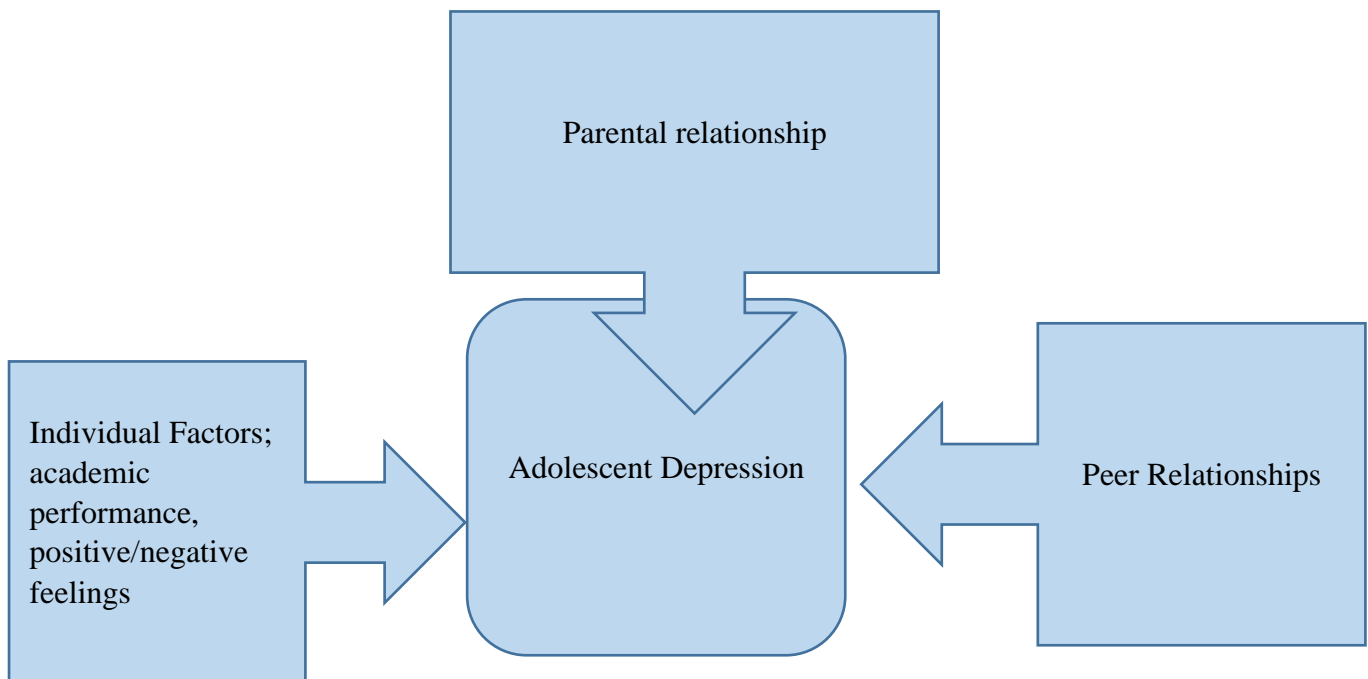 Parental relationship
Individual Factors;
academic
performance,
positive/negative
feelings
Adolescent Depression
Peer Relationships